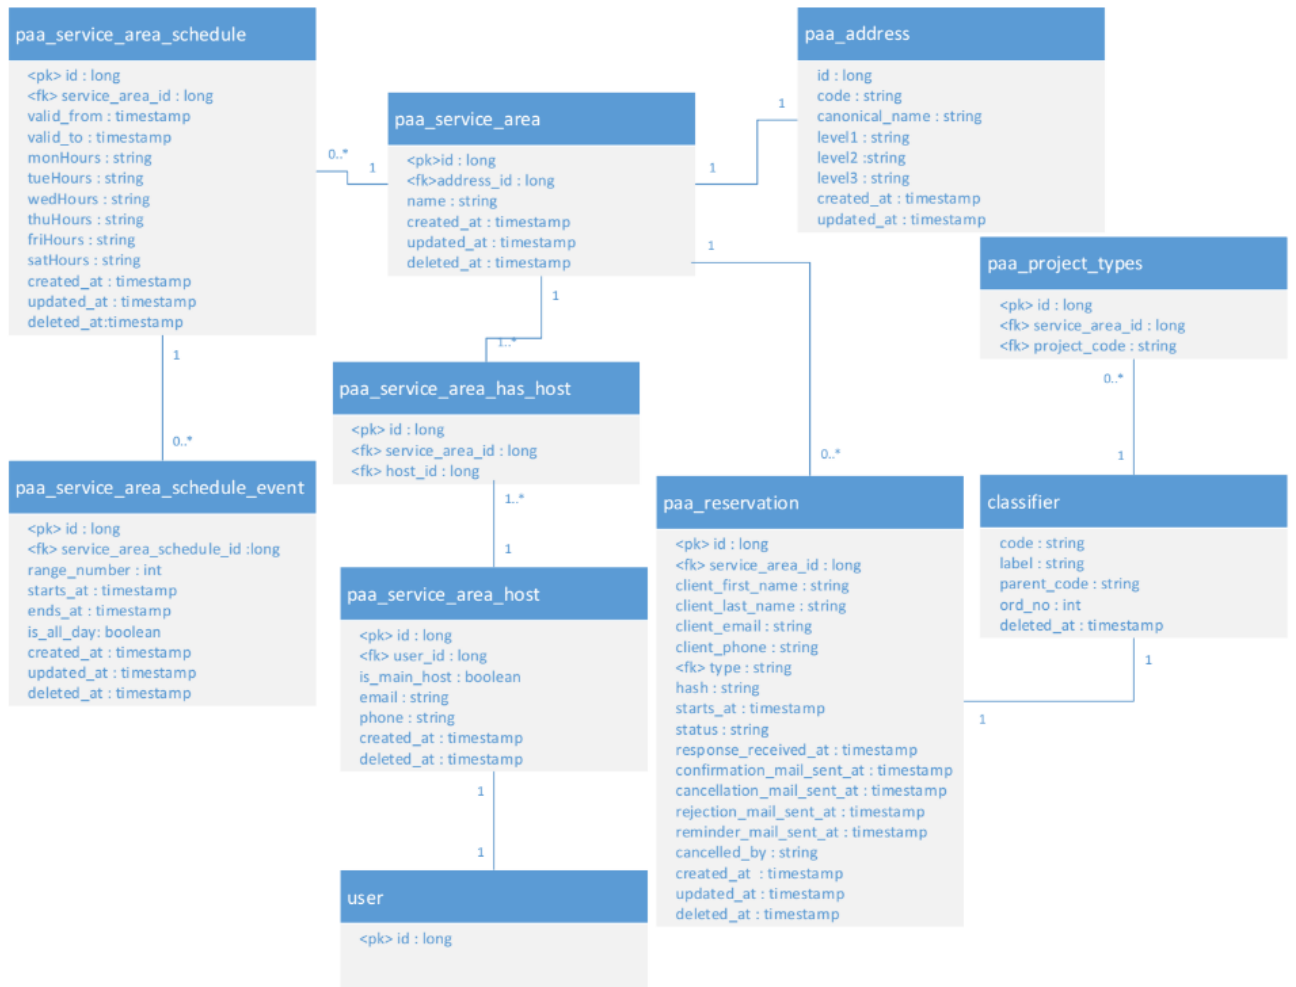 paa_service_area_schedule
<pk> id : long
<fk> service_area_id : long
valid_from : timestamp
valid_to : timestamp
monHours : string
tueHours : string
wedHours : string
thuHours : string
friHours : string
satHours : string
created_at : timestamp
updated_at : timestamp
deleted_at:timestamp
0..*
1
paa_service_area
<pk>id : long
<fk>address_id : long
name : string
created_at : timestamp
updated_at : timestamp
deleted_at : timestamp
1
1
paa_address
id : long
code : string
canonical_name : string
level1 : string
level2 :string
level3 : string
created_at : timestamp
updated_at : timestamp
1
0..*
paa_project_types
<pk> id : long
<fk> service_area_id : long
<fk> project_code : string
0..*
1
1
1..*
paa_service_area_has_host
<pk> id : long
<fk> service_area_id : long
<fk> host_id : long
1..*
1
1
0..*
paa_service_area_schedule_event
<pk> id : long
<fk> service_area_schedule_id :long
range_number : int
starts_at : timestamp
ends_at : timestamp
is_all_day: boolean
created_at : timestamp
updated_at : timestamp
deleted_at : timestamp
paa_service_area_host
<pk> id : long
<fk> user_id : long
is_main_host : boolean
email : string
phone : string
created_at : timestamp
deleted_at : timestamp
1
1
user
<pk> id : long
paa_reservation
<pk> id : long
<fk> service_area_id : long
client_first_name : string
client_last_name : string
client_email : string
client_phone : string
<fk> type : string
hash : string
starts_at : timestamp
status : string
response_received_at : timestamp
confirmation_mail_sent_at : timestamp
cancellation_mail_sent_at : timestamp
rejection_mail_sent_at : timestamp
reminder_mail_sent_at : timestamp
cancelled_by : string
created_at : timestamp
updated_at : timestamp
deleted_at : timestamp
classifier
code : string
label : string
parent_code : string
ord_no : int
deleted_at : timestamp
1
1